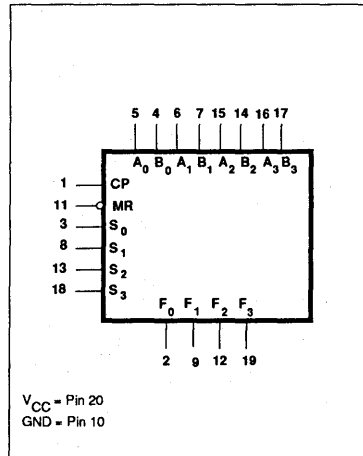 5 4 6 7 15 14 16 17
A0 B0 A1 B1 A2 B2 A3 B3
1 CP
11 MR
3 S0
8 S1
13 S2
18 S3
F0 F1 F2 F3
2 9 12 19
VCC = Pin 20
GND = Pin 10